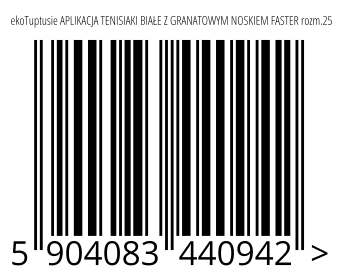 ekoTuptusie APLIKACJA TENISIAKI BIAŁE Z GRANATOWYM NOSKIEM FASTER rozm.25
5 904083 440942 >